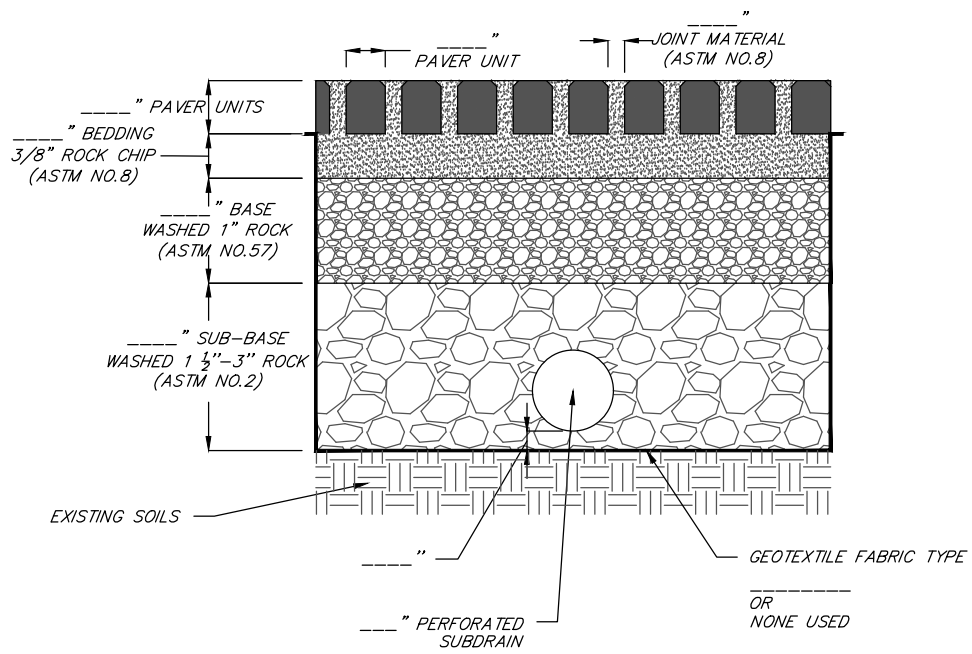 ____"
PAVER UNIT
____"
JOINT MATERIAL
(ASTM NO.8)
____" PAVER UNITS
____" BEDDING
3/8" ROCK CHIP
(ASTM NO.8)
____" BASE
WASHED 1" ROCK
(ASTM NO.57)
____" SUB-BASE
WASHED 1 1/2"-3" ROCK
(ASTM NO.2)
EXISTING SOILS
____"
___" PERFORATED
SUBDRAIN
GEOTEXTILE FABRIC TYPE
________
OR
NONE USED